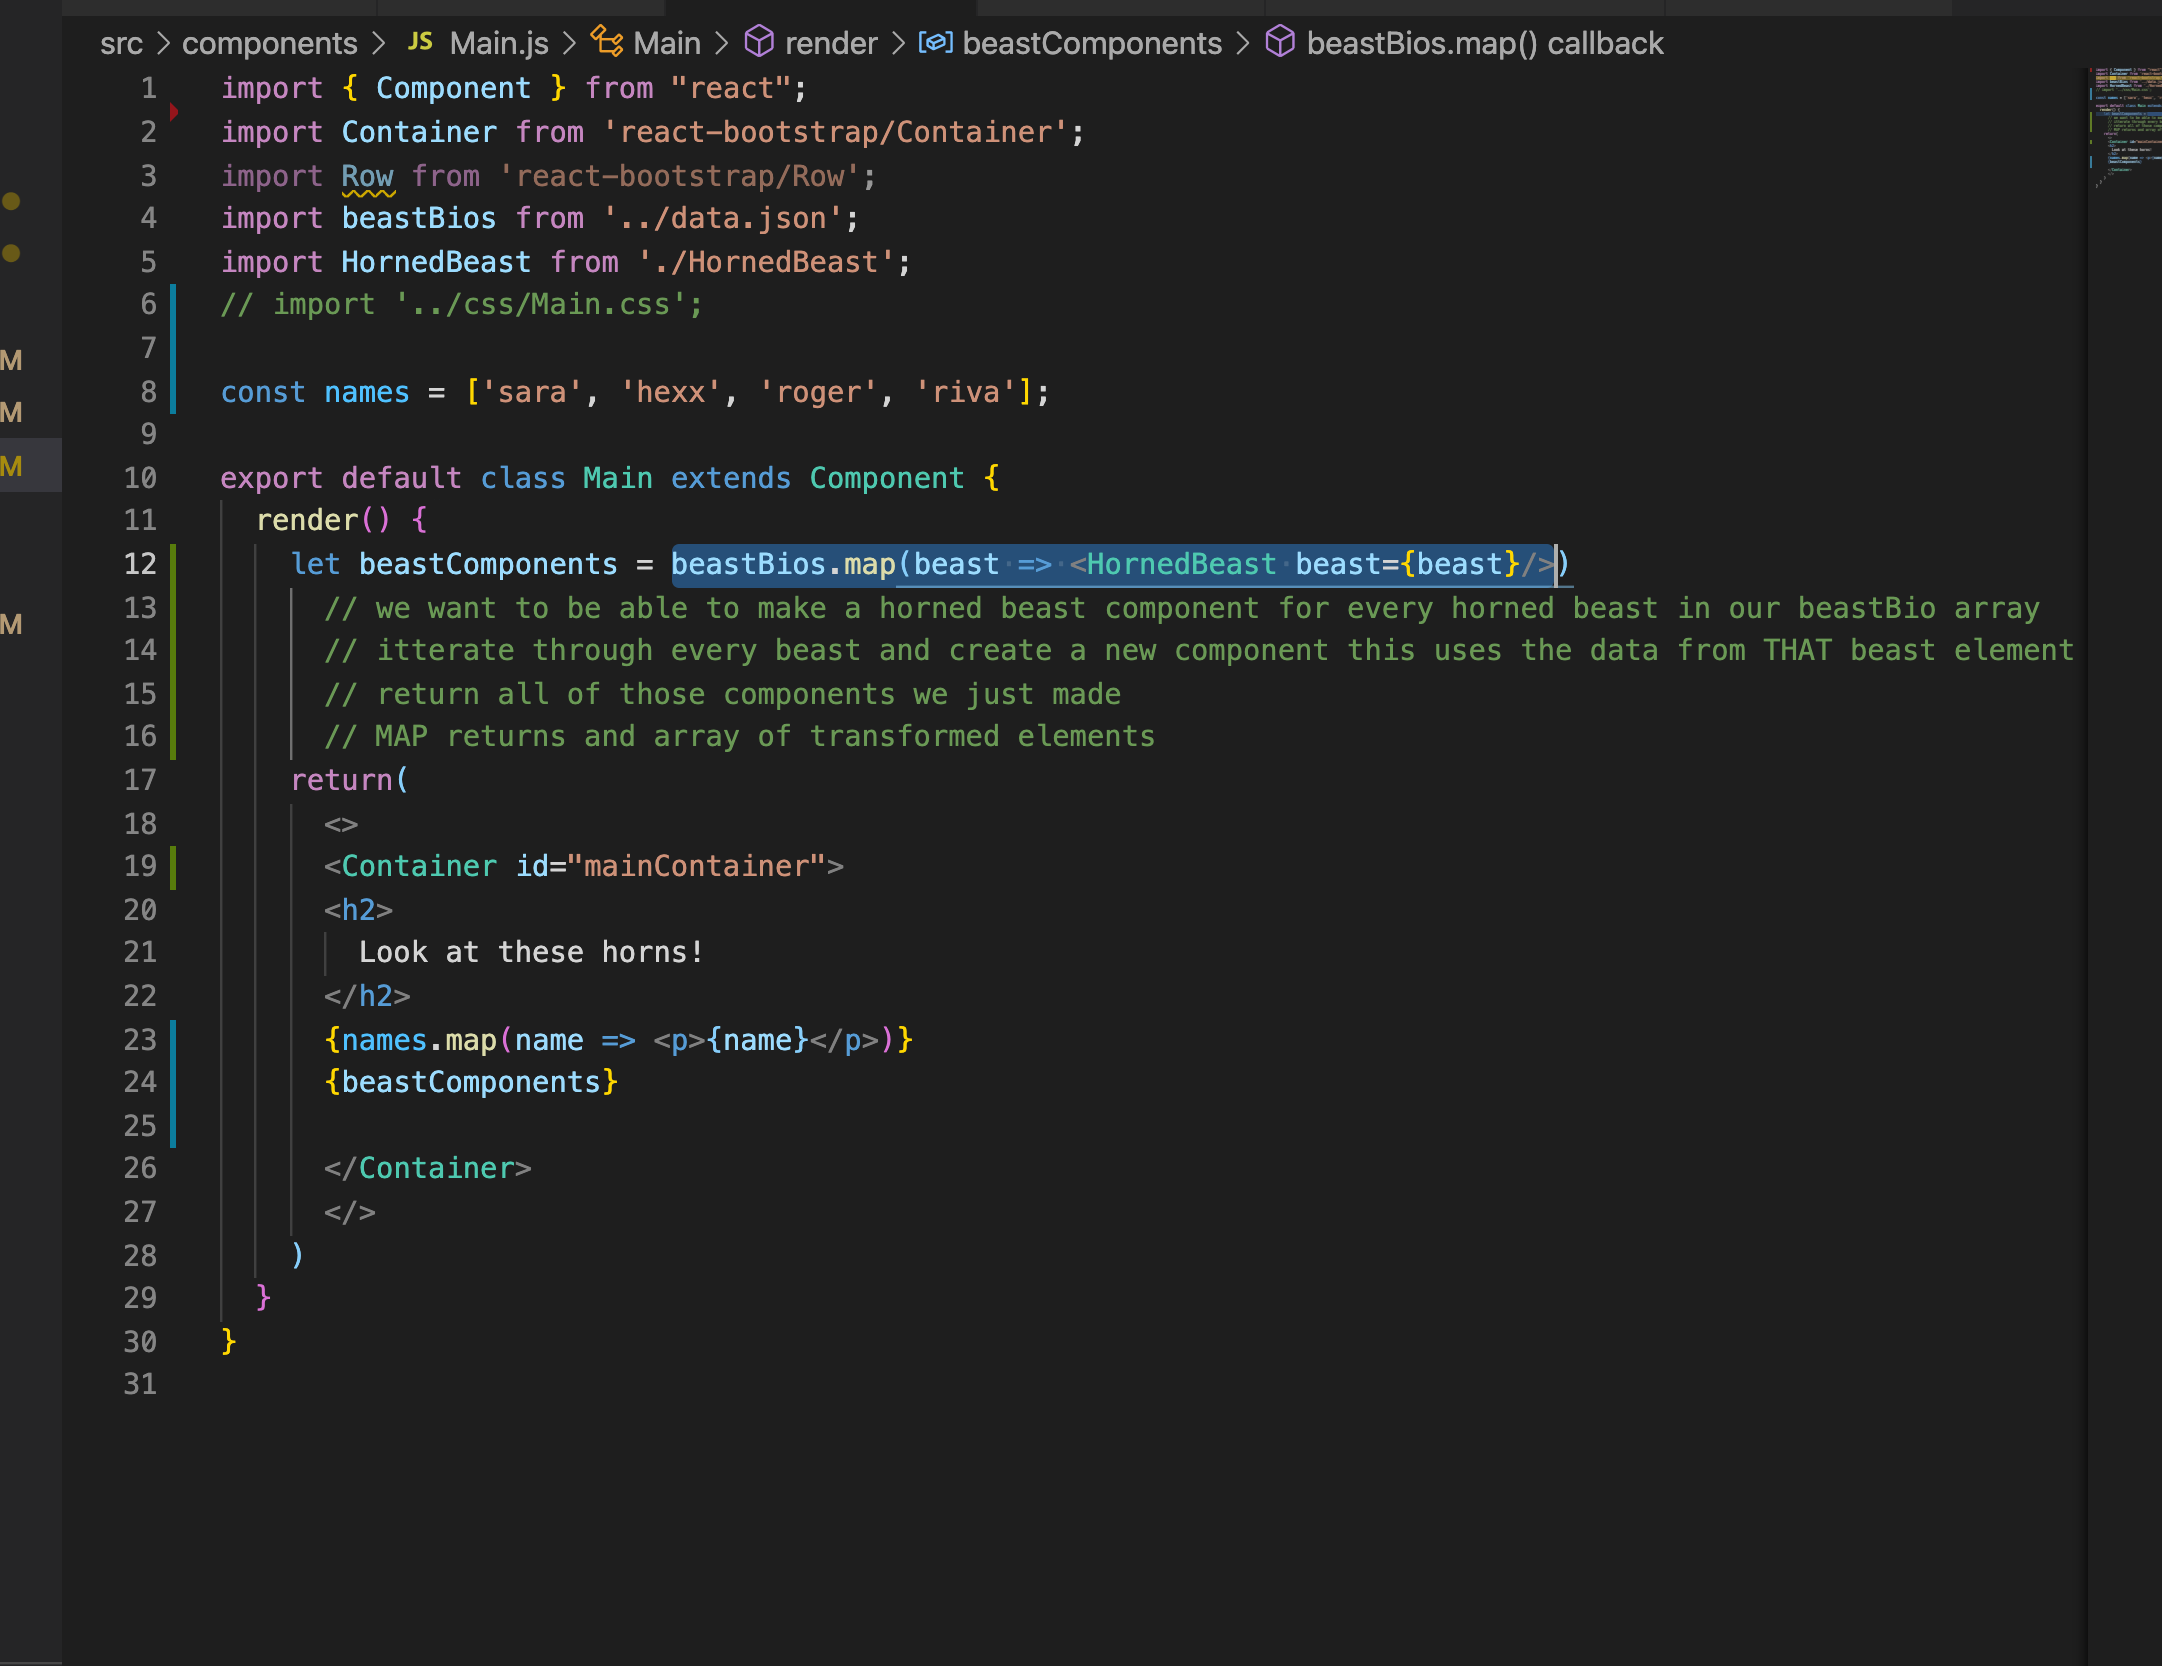 src > components > JS Main.js > Main > render > beastComponents > beastBios.map() callback
1 import { Component } from "react";
2 import Container from 'react-bootstrap/Container';
3 import Row from 'react-bootstrap/Row';
4 import beastBios from '../data.json';
5 import HornedBeast from './HornedBeast';
6 // import '../css/Main.css';
7
8 const names = ['sara', 'hexx', 'roger', 'riva'];
9
10 export default class Main extends Component {
11 render() {
12 let beastComponents = beastBios.map(beast => <HornedBeast beast={beast}/>)
13 // we want to be able to make a horned beast component for every horned beast in our beastBio array
14 // itterate through every beast and create a new component this uses the data from THAT beast element
15 // return all of those components we just made
16 // MAP returns and array of transformed elements
17 return(
18 <>
19 <Container id="mainContainer">
20 <h2>
21 Look at these horns!
22 </h2>
23 {names.map(name => <p>{name}</p>)}
24 {beastComponents}
25
26 </Container>
27 </>
28 )
29 }
30 }
31
M
M
M
M